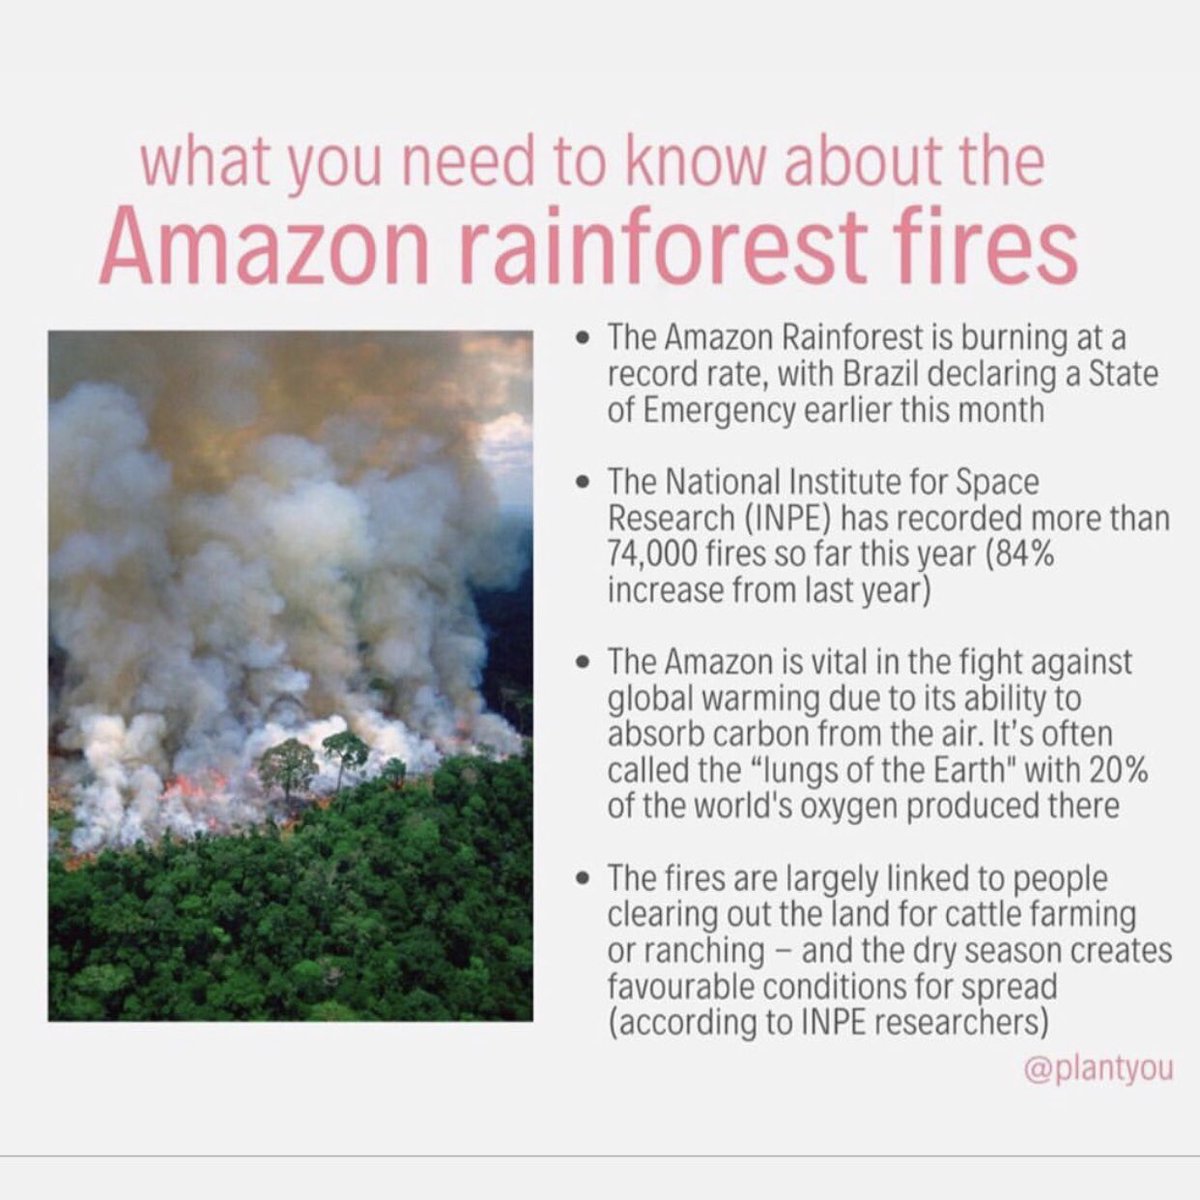 what you need to know about the
Amazon rainforest fires
• The Amazon Rainforest is burning at a
record rate, with Brazil declaring a State
of Emergency earlier this month
• The National Institute for Space
Research (INPE) has recorded more than
74,000 fires so far this year (84%
increase from last year)
• The Amazon is vital in the fight against
global warming due to its ability to
absorb carbon from the air. It’s often
called the “lungs of the Earth" with 20%
of the world's oxygen produced there
• The fires are largely linked to people
clearing out the land for cattle farming
or ranching – and the dry season creates
favourable conditions for spread
(according to INPE researchers)
@plantyou